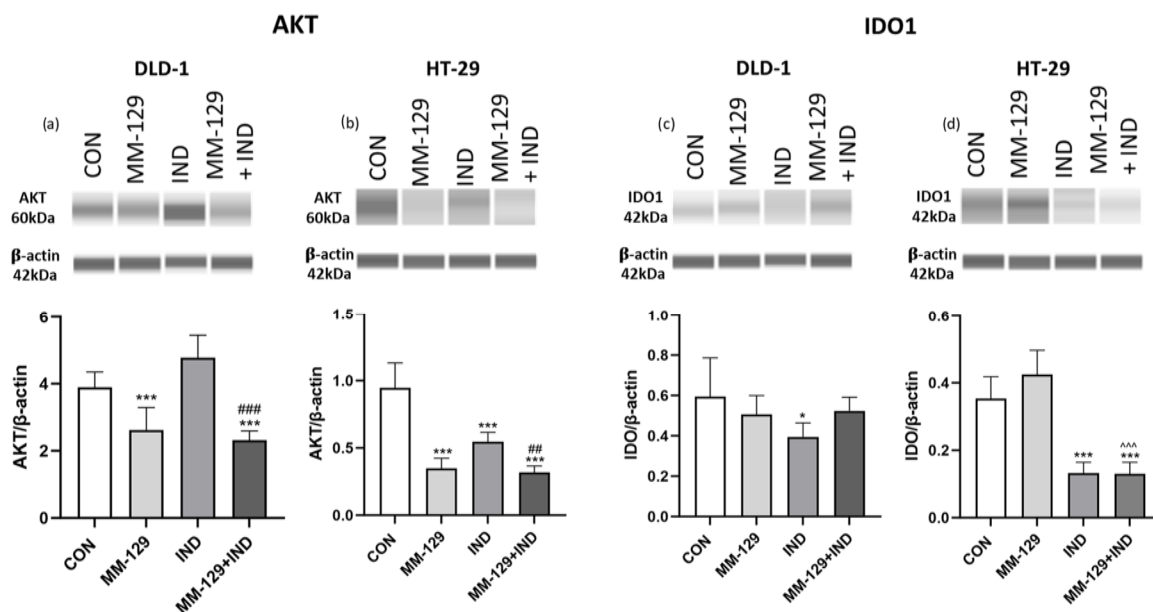 AKT
IDO1
DLD-1
HT-29
DLD-1
HT-29
(a)
CON
MM-129
IND
MM-129
+ IND
AKT
60kDa
β-actin
42kDa
(b)
CON
MM-129
IND
MM-129
+ IND
AKT
60kDa
β-actin
42kDa
(c)
CON
MM-129
IND
MM-129
+ IND
IDO1
42kDa
β-actin
42kDa
(d)
CON
MM-129
IND
MM-129
+ IND
IDO1
42kDa
β-actin
42kDa
AKT/β-actin
6
4
2
0
***
###
***
CON
MM-129
IND
MM-129+IND
AKT/β-actin
1.5
1.0
0.5
0.0
***
***
##
***
CON
MM-129
IND
MM-129+IND
IDO/β-actin
1.0
0.8
0.6
0.4
0.2
0.0
*
CON
MM-129
IND
MM-129+IND
IDO/β-actin
0.6
0.4
0.2
0.0
***
^^^
***
CON
MM-129
IND
MM-129+IND